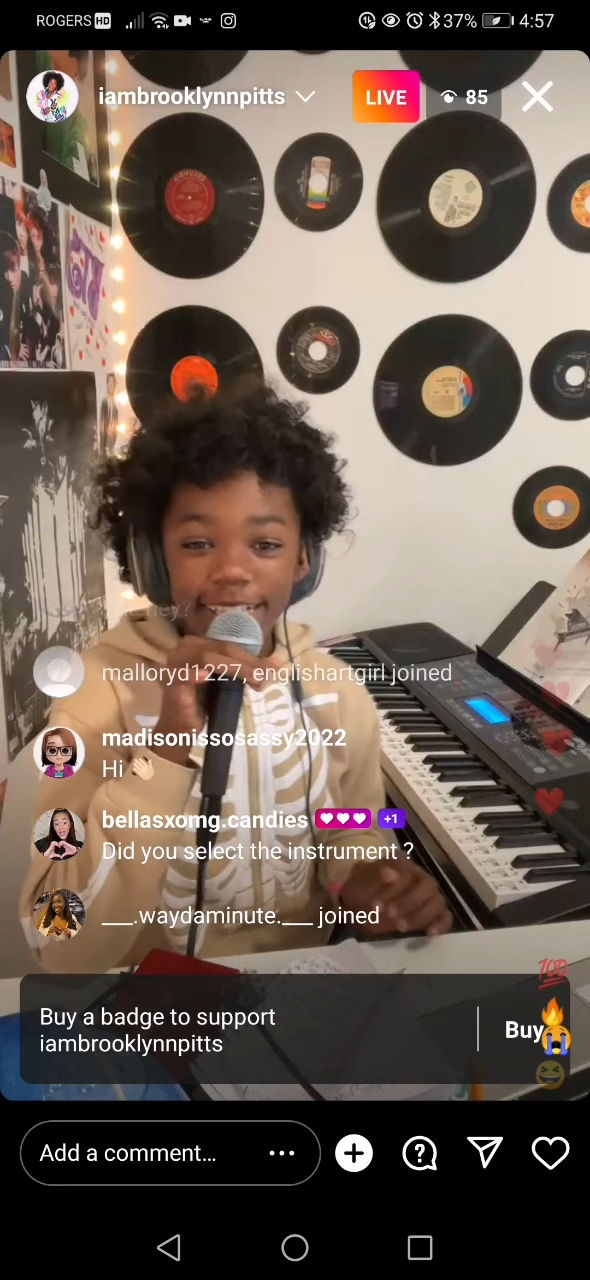 ROGERS HD
37% 4:57
iambrooklynnpitts
LIVE
85
malloryd1227, englishartgirl joined
madisonissosassy2022
Hi 👋🏻
bellasxomg.candies +1
Did you select the instrument ?
___.waydaminute.___ joined
Buy a badge to support
iambrooklynnpitts
Buy
Add a comment...